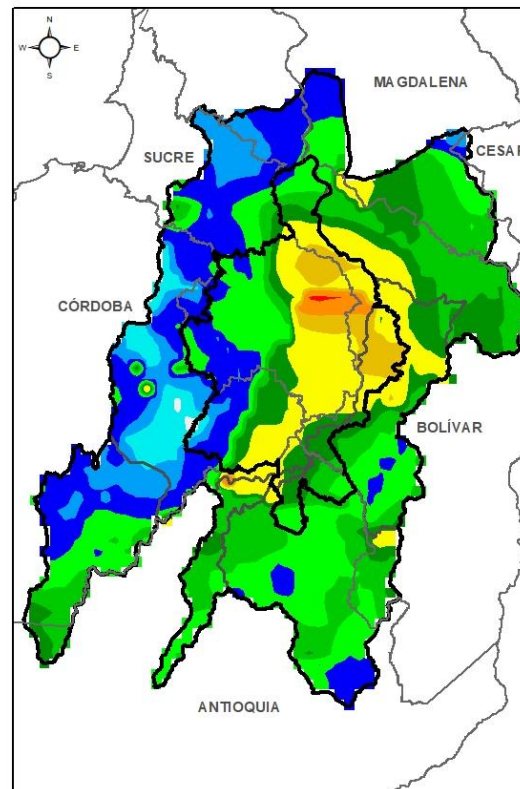 N
W E
S
MAGDALENA
CESAR
SUCRE
CÓRDOBA
BOLÍVAR
ANTIOQUIA